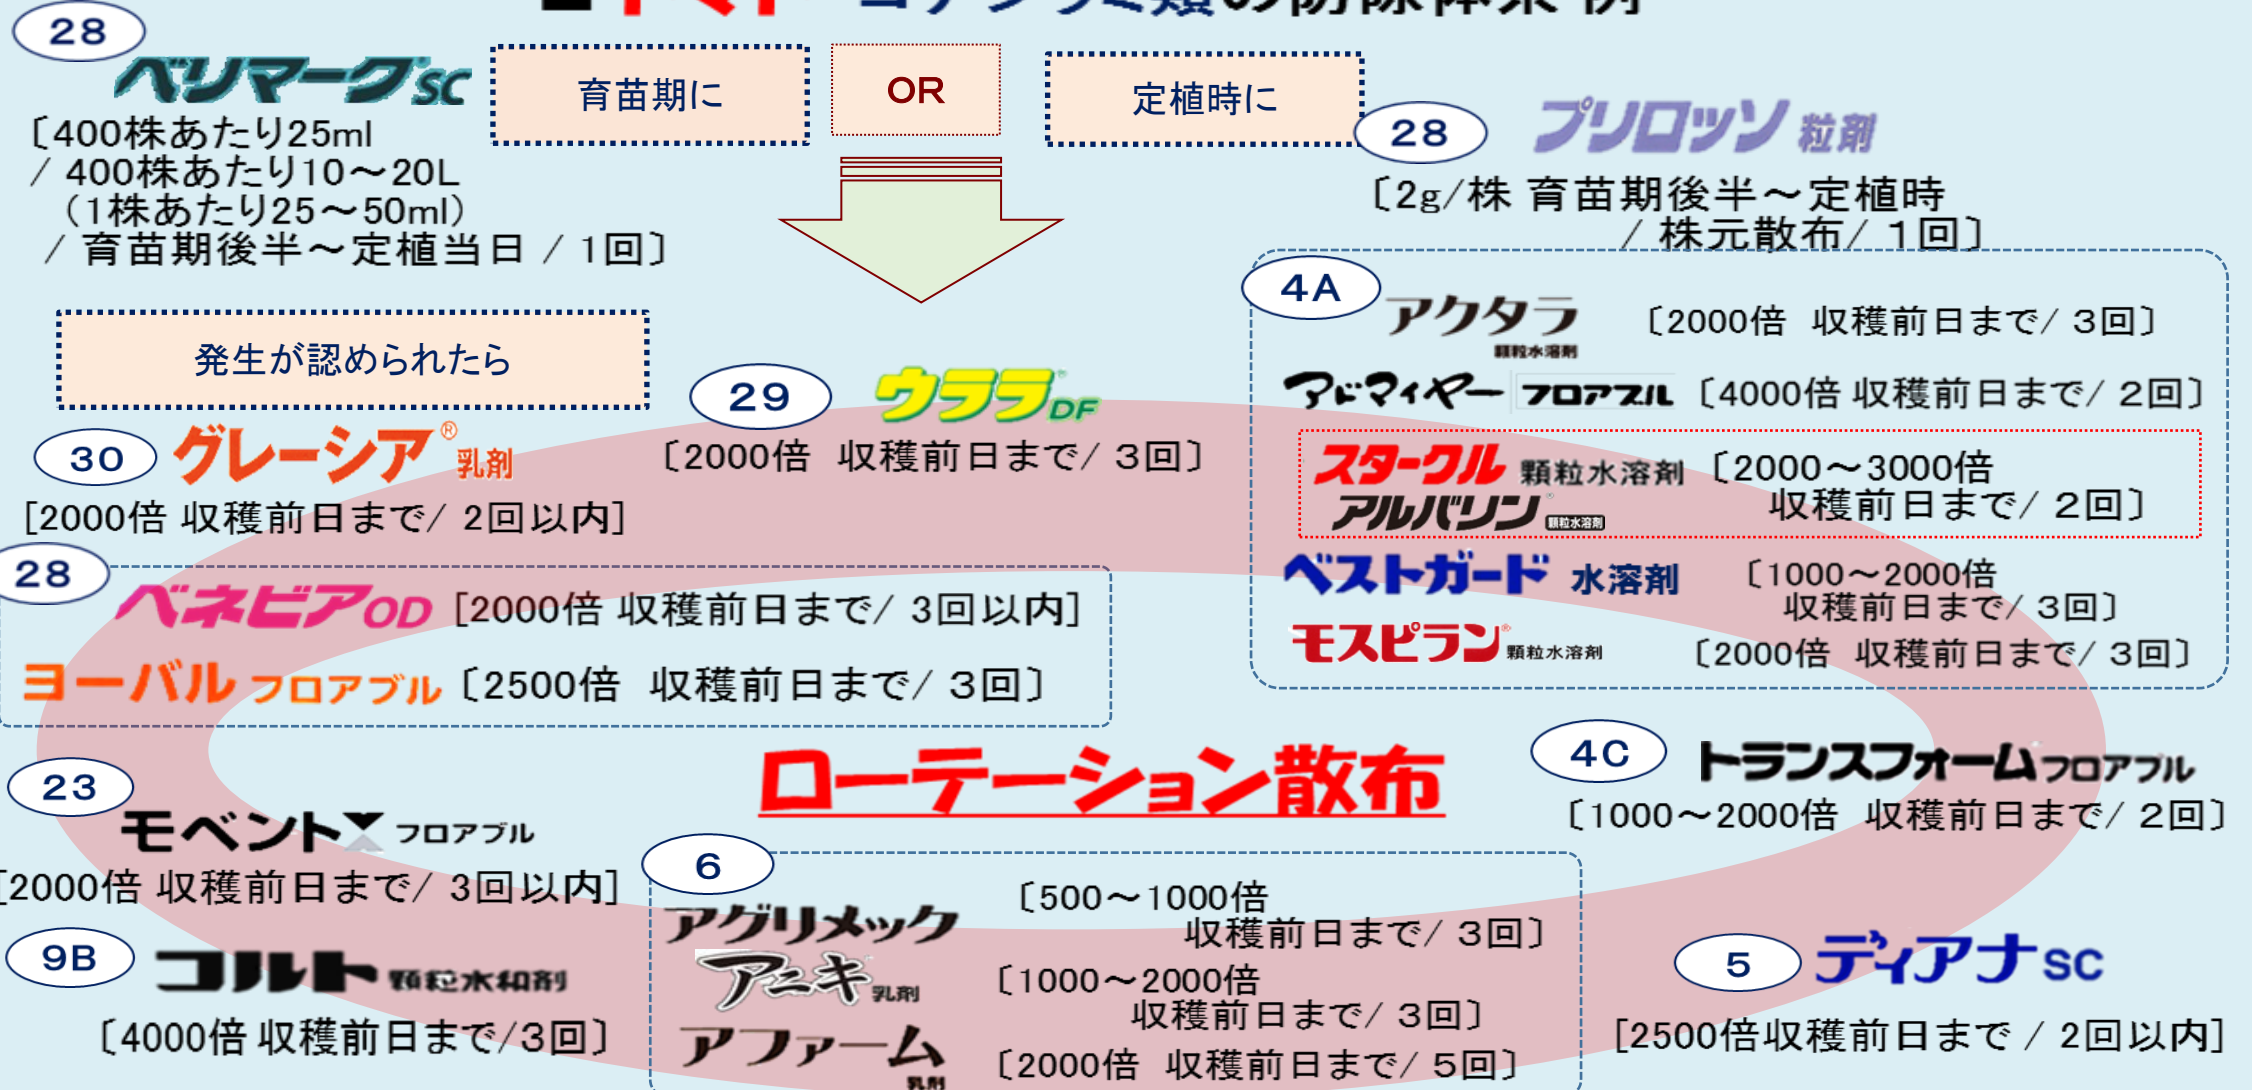 トマト コナジラミ類の防除体系 例
28
ベリマークSC
育苗期に
OR
定植時に
28
プリロッソ 粒剤
〔400株あたり25ml
/ 400株あたり10～20L
（1株あたり25～50ml）
/ 育苗期後半～定植当日 / 1回〕
〔2g/株 育苗期後半～定植時
/ 株元散布/ 1回〕
発生が認められたら
4A
アクタラ 顆粒水溶剤 〔2000倍 収穫前日まで/ 3回〕
アドマイヤー フロアブル 〔4000倍 収穫前日まで/ 2回〕
スタークル 顆粒水溶剤 〔2000～3000倍
アルバリン® 顆粒水溶剤 収穫前日まで/ 2回〕
ベストガード 水溶剤 〔1000～2000倍
収穫前日まで/ 3回〕
モスピラン® 顆粒水溶剤 〔2000倍 収穫前日まで/ 3回〕
29
ウララ®DF
〔2000倍 収穫前日まで/ 3回〕
30
グレーシア® 乳剤
[2000倍 収穫前日まで/ 2回以内]
28
ベネビアOD [2000倍 収穫前日まで/ 3回以内]
ヨーバル フロアブル 〔2500倍 収穫前日まで/ 3回〕
ローテーション散布
4C
トランスフォーム フロアブル
〔1000～2000倍 収穫前日まで/ 2回〕
23
モベント フロアブル
[2000倍 収穫前日まで/ 3回以内]
9B
コルト 顆粒水和剤
〔4000倍 収穫前日まで/3回〕
6
アグリメック 〔500～1000倍
収穫前日まで/ 3回〕
アニキ 乳剤 〔1000～2000倍
収穫前日まで/ 3回〕
アファーム 乳剤 〔2000倍 収穫前日まで/ 5回〕
5
ディアナSC
[2500倍収穫前日まで / 2回以内]